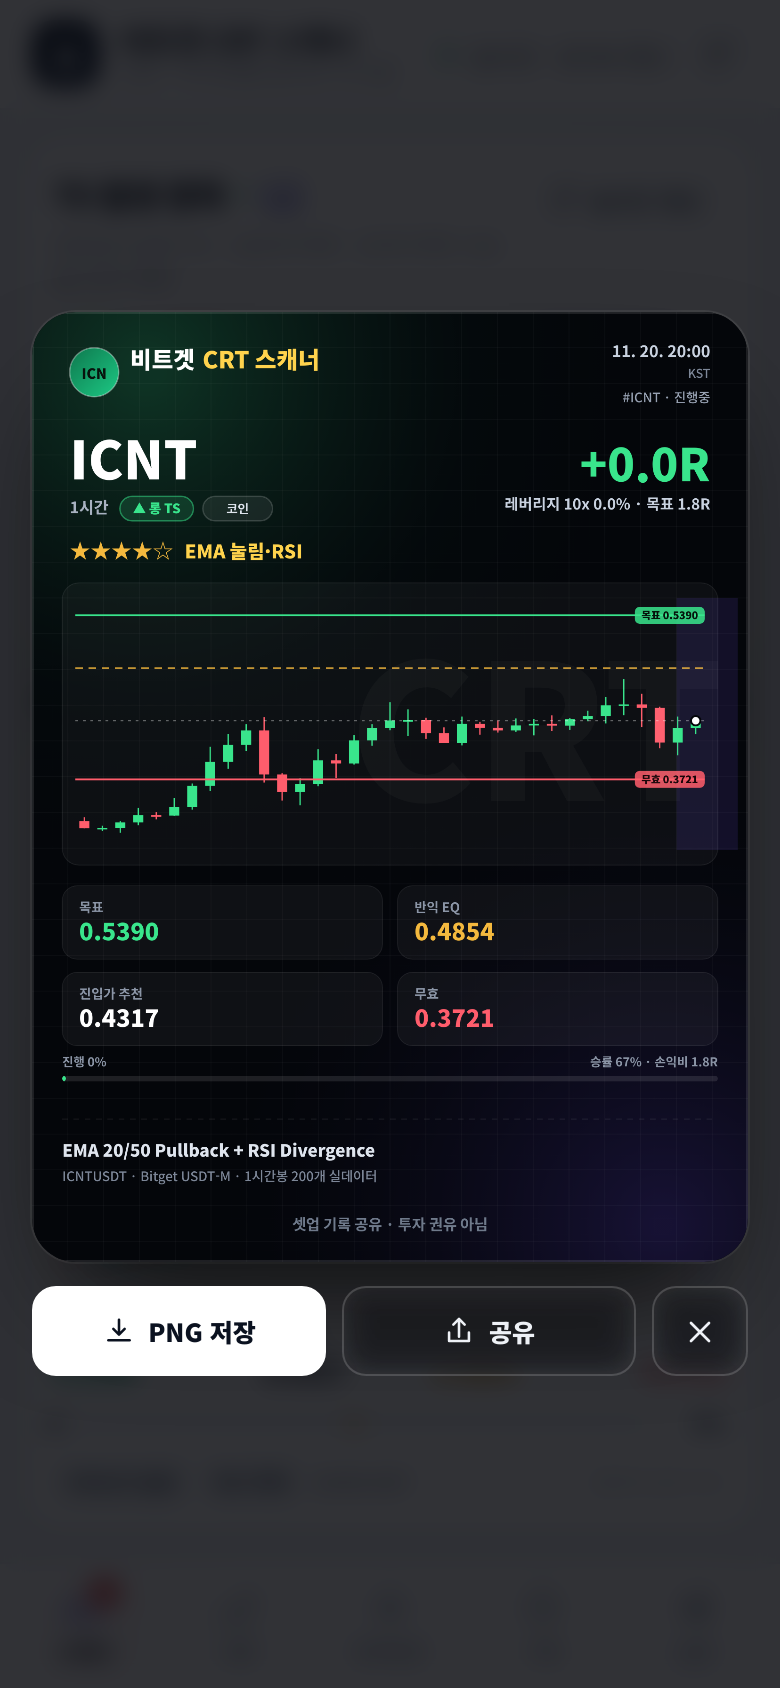 ICN
비트겟 CRT 스캐너
11. 20. 20:00
KST
#ICNT · 진행중
ICNT
+0.0R
1시간 ▲ 롱 TS 코인
레버리지 10x 0.0% · 목표 1.8R
★★★★☆ EMA 눌림·RSI
목표 0.5390
CRT
무효 0.3721
목표
0.5390
반익 EQ
0.4854
진입가 추천
0.4317
무효
0.3721
진행 0%
승률 67% · 손익비 1.8R
EMA 20/50 Pullback + RSI Divergence
ICNTUSDT · Bitget USDT-M · 1시간봉 200개 실데이터
셋업 기록 공유 · 투자 권유 아님
PNG 저장
공유